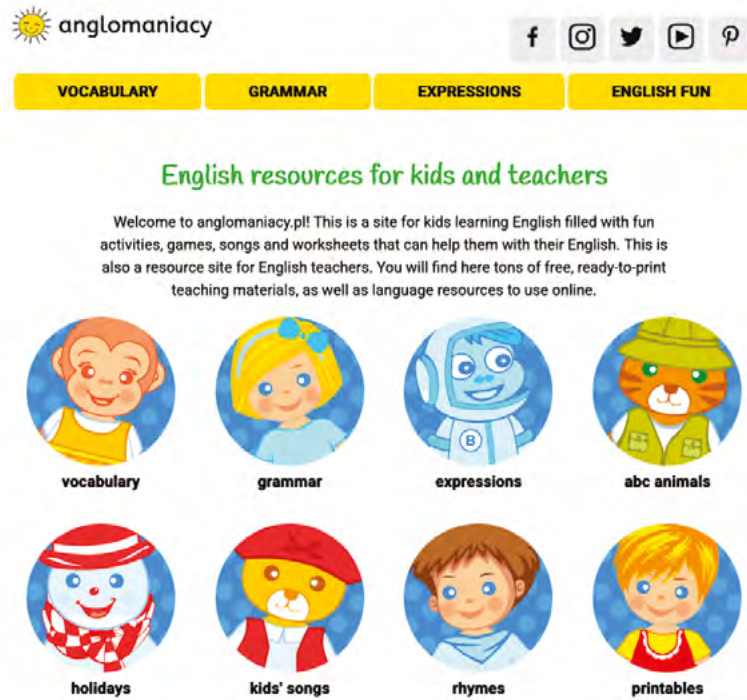 anglomaniacy
VOCABULARY GRAMMAR EXPRESSIONS ENGLISH FUN
English resources for kids and teachers
Welcome to anglomaniacy.pl! This is a site for kids learning English filled with fun
activities, games, songs and worksheets that can help them with their English. This is
also a resource site for English teachers. You will find here tons of free, ready-to-print
teaching materials, as well as language resources to use online.
B
vocabulary grammar expressions abc animals
holidays kids' songs rhymes printables